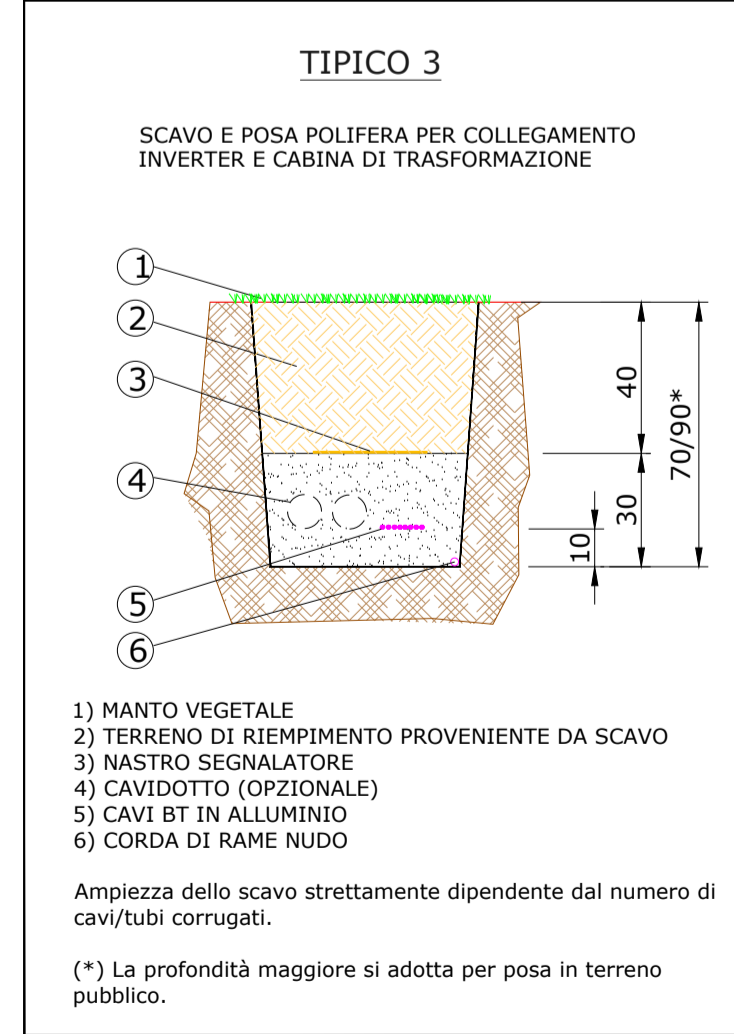 TIPICO 3
SCAVO E POSA POLIFERA PER COLLEGAMENTO
INVERTER E CABINA DI TRASFORMAZIONE
1
2
3
4
5
6
40
30
10
70/90*
1) MANTO VEGETALE
2) TERRENO DI RIEMPIMENTO PROVENIENTE DA SCAVO
3) NASTRO SEGNALATORE
4) CAVIDOTTO (OPZIONALE)
5) CAVI BT IN ALLUMINIO
6) CORDA DI RAME NUDO
Ampiezza dello scavo strettamente dipendente dal numero di
cavi/tubi corrugati.
(*) La profondità maggiore si adotta per posa in terreno
pubblico.